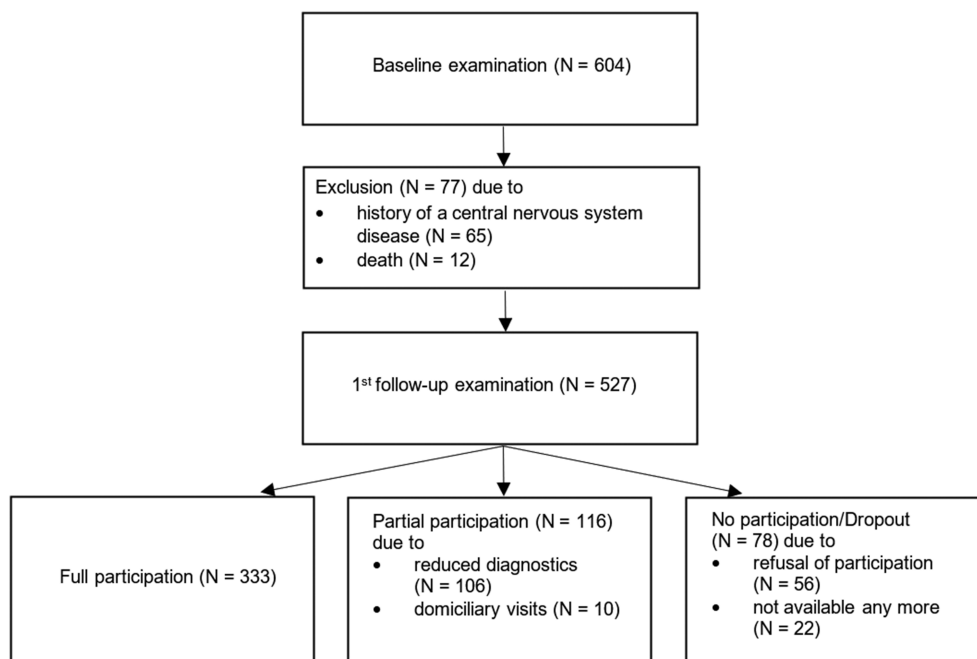 Baseline examination (N = 604)
Exclusion (N = 77) due to
• history of a central nervous system
disease (N = 65)
• death (N = 12)
1st follow-up examination (N = 527)
Full participation (N = 333)
Partial participation (N = 116)
due to
• reduced diagnostics
(N = 106)
• domiciliary visits (N = 10)
No participation/Dropout
(N = 78) due to
• refusal of participation
(N = 56)
• not available any more
(N = 22)